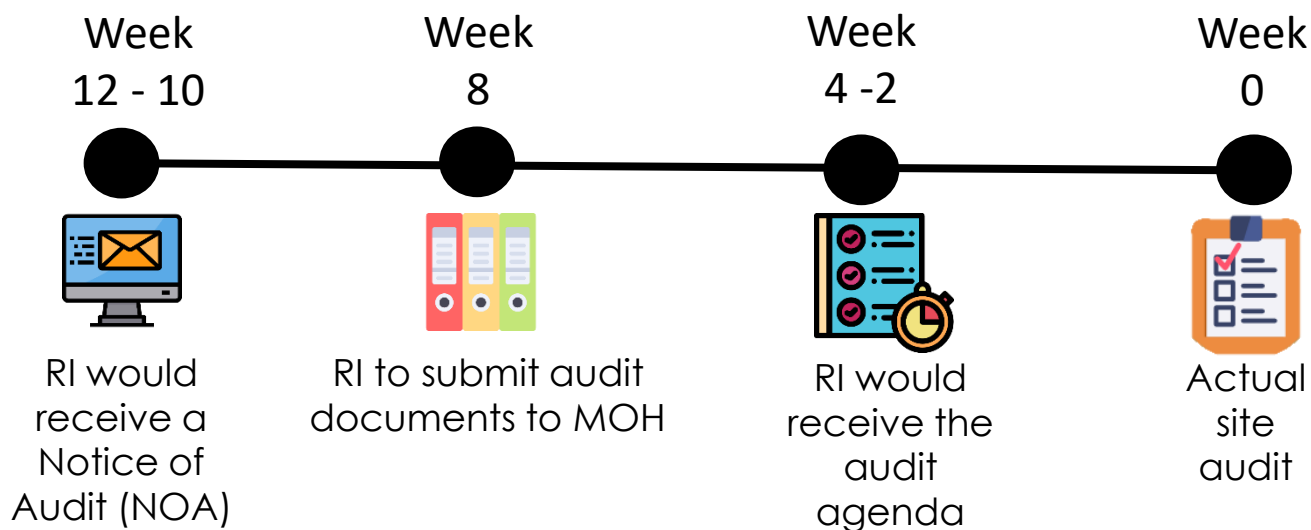 Week
12 - 10
Week
8
Week
4 -2
Week
0
RI would
receive a
Notice of
Audit (NOA)
RI to submit audit
documents to MOH
RI would
receive the
audit
agenda
Actual
site
audit